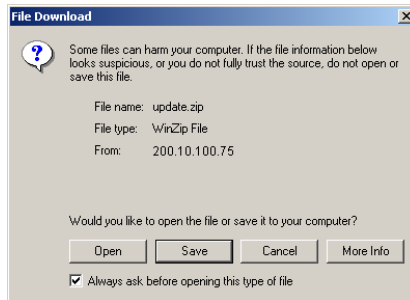 File Download
Some files can harm your computer. If the file information below
looks suspicious, or you do not fully trust the source, do not open or
save this file.
File name: update.zip
File type: WinZip File
From: 200.10.100.75
Would you like to open the file or save it to your computer?
Open Save Cancel More Info
Always ask before opening this type of file